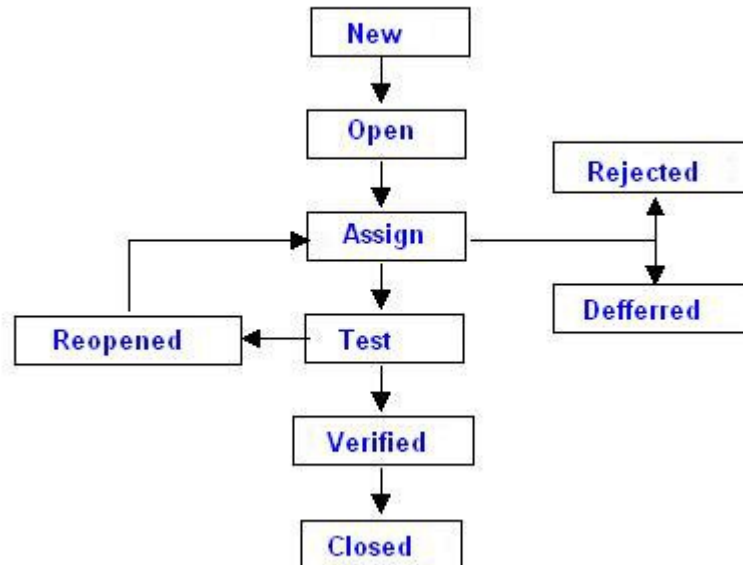 New
Open
Rejected
Assign
Defferred
Reopened
Test
Verified
Closed